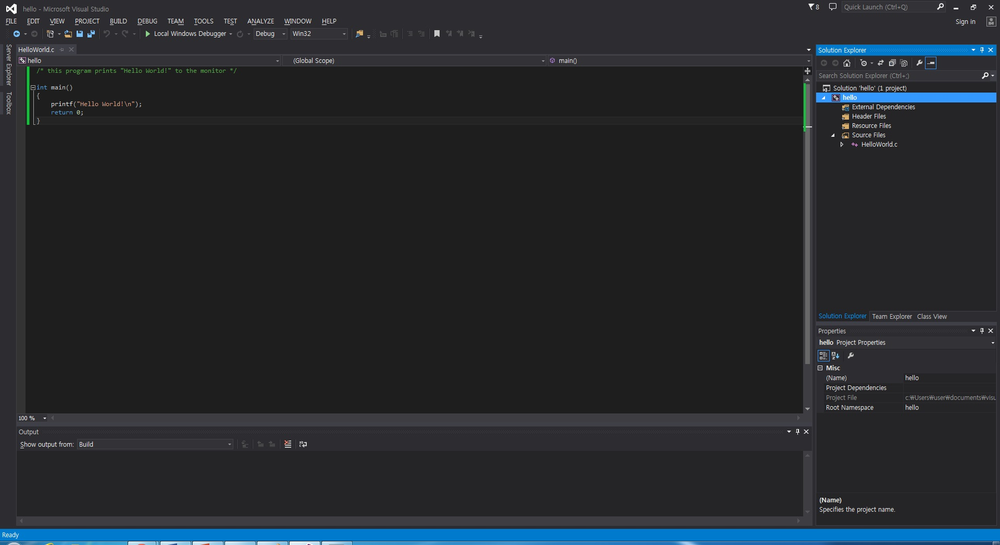 hello - Microsoft Visual Studio
8
Quick Launch (Ctrl+Q)
FILE EDIT VIEW PROJECT BUILD DEBUG TEAM TOOLS TEST ANALYZE WINDOW HELP
Sign in
Local Windows Debugger
Debug
Win32
Server Explorer
Toolbox
HelloWorld.c
hello
(Global Scope)
main()
/* this program prints "Hello World!" to the monitor */
int main()
{
printf("Hello World!\n");
return 0;
}
100 %
Output
Show output from: Build
Solution Explorer
Search Solution Explorer (Ctrl+;)
Solution 'hello' (1 project)
hello
External Dependencies
Header Files
Resource Files
Source Files
HelloWorld.c
Solution Explorer Team Explorer Class View
Properties
hello Project Properties
Misc
(Name) hello
Project Dependencies
Project File c:₩Users₩user₩documents₩visu
Root Namespace hello
(Name)
Specifies the project name.
Ready